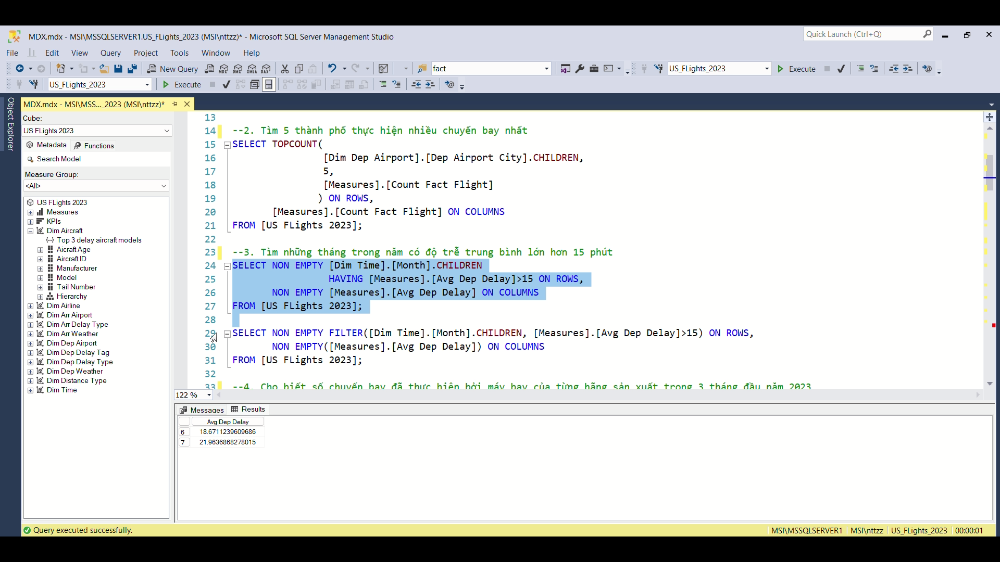 MDX.mdx - MSI\MSSQLSERVER1.US_FLights_2023 (MSI\nttzz)* - Microsoft SQL Server Management Studio
Quick Launch (Ctrl+Q)
File Edit View Query Project Tools Window Help
New Query MDX DMX XMLA DAX fact US_FLights_2023 Execute
US_FLights_2023 Execute
Object Explorer
MDX.mdx - MSI\MSS..._2023 (MSI\nttzz)*
Cube:
US FLights 2023
Metadata Functions
Search Model
Measure Group:
<All>
US FLights 2023
Measures
KPIs
Dim Aircraft
Top 3 delay aircraft models
Aicraft Age
Aircraft ID
Manufacturer
Model
Tail Number
Hierarchy
Dim Airline
Dim Arr Airport
Dim Arr Delay Type
Dim Arr Weather
Dim Dep Airport
Dim Dep Delay Tag
Dim Dep Delay Type
Dim Dep Weather
Dim Distance Type
Dim Time
13
14 --2. Tìm 5 thành phố thực hiện nhiều chuyến bay nhất
15 SELECT TOPCOUNT(
16 [Dim Dep Airport].[Dep Airport City].CHILDREN,
17 5,
18 [Measures].[Count Fact Flight]
19 ) ON ROWS,
20 [Measures].[Count Fact Flight] ON COLUMNS
21 FROM [US FLights 2023];
22
23 --3. Tìm những tháng trong năm có độ trễ trung bình lớn hơn 15 phút
24 SELECT NON EMPTY [Dim Time].[Month].CHILDREN
25 HAVING [Measures].[Avg Dep Delay]>15 ON ROWS,
26 NON EMPTY [Measures].[Avg Dep Delay] ON COLUMNS
27 FROM [US FLights 2023];
28
29 SELECT NON EMPTY FILTER([Dim Time].[Month].CHILDREN, [Measures].[Avg Dep Delay]>15) ON ROWS,
30 NON EMPTY([Measures].[Avg Dep Delay]) ON COLUMNS
31 FROM [US FLights 2023];
32
33 --4. Cho biết số chuyến bay đã thực hiện bởi máy bay của từng hãng sản xuất trong 3 tháng đầu năm 2023
122 %
Messages Results
Avg Dep Delay
6 18.6711239609686
7 21.9636868278015
Query executed successfully. MSI\MSSQLSERVER1 MSI\nttzz US_FLights_2023 00:00:01